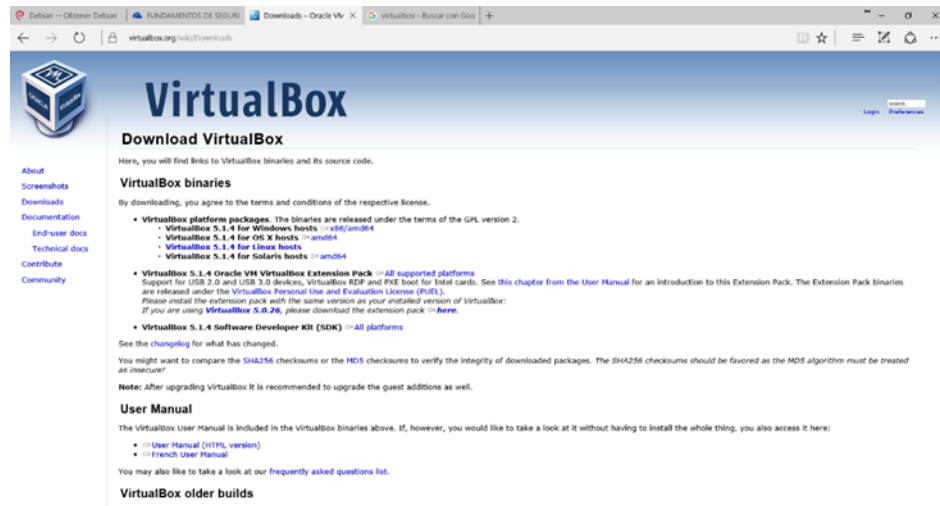 Debian -- Obtener Debian
FUNDAMENTOS DE SEGURI
Downloads – Oracle VM
virtualbox - Buscar con Goo
virtualbox.org/wiki/Downloads
VirtualBox
search...
Login Preferences
About
Screenshots
Downloads
Documentation
End-user docs
Technical docs
Contribute
Community
Download VirtualBox
Here, you will find links to VirtualBox binaries and its source code.
VirtualBox binaries
By downloading, you agree to the terms and conditions of the respective license.
• VirtualBox platform packages. The binaries are released under the terms of the GPL version 2.
• VirtualBox 5.1.4 for Windows hosts x86/amd64
• VirtualBox 5.1.4 for OS X hosts amd64
• VirtualBox 5.1.4 for Linux hosts
• VirtualBox 5.1.4 for Solaris hosts amd64
• VirtualBox 5.1.4 Oracle VM VirtualBox Extension Pack All supported platforms
Support for USB 2.0 and USB 3.0 devices, VirtualBox RDP and PXE boot for Intel cards. See this chapter from the User Manual for an introduction to this Extension Pack. The Extension Pack binaries
are released under the VirtualBox Personal Use and Evaluation License (PUEL).
Please install the extension pack with the same version as your installed version of VirtualBox:
If you are using VirtualBox 5.0.26, please download the extension pack here.
• VirtualBox 5.1.4 Software Developer Kit (SDK) All platforms
See the changelog for what has changed.
You might want to compare the SHA256 checksums or the MD5 checksums to verify the integrity of downloaded packages. The SHA256 checksums should be favored as the MD5 algorithm must be treated
as insecure!
Note: After upgrading VirtualBox it is recommended to upgrade the guest additions as well.
User Manual
The VirtualBox User Manual is included in the VirtualBox binaries above. If, however, you would like to take a look at it without having to install the whole thing, you also access it here:
• User Manual (HTML version)
• French User Manual
You may also like to take a look at our frequently asked questions list.
VirtualBox older builds